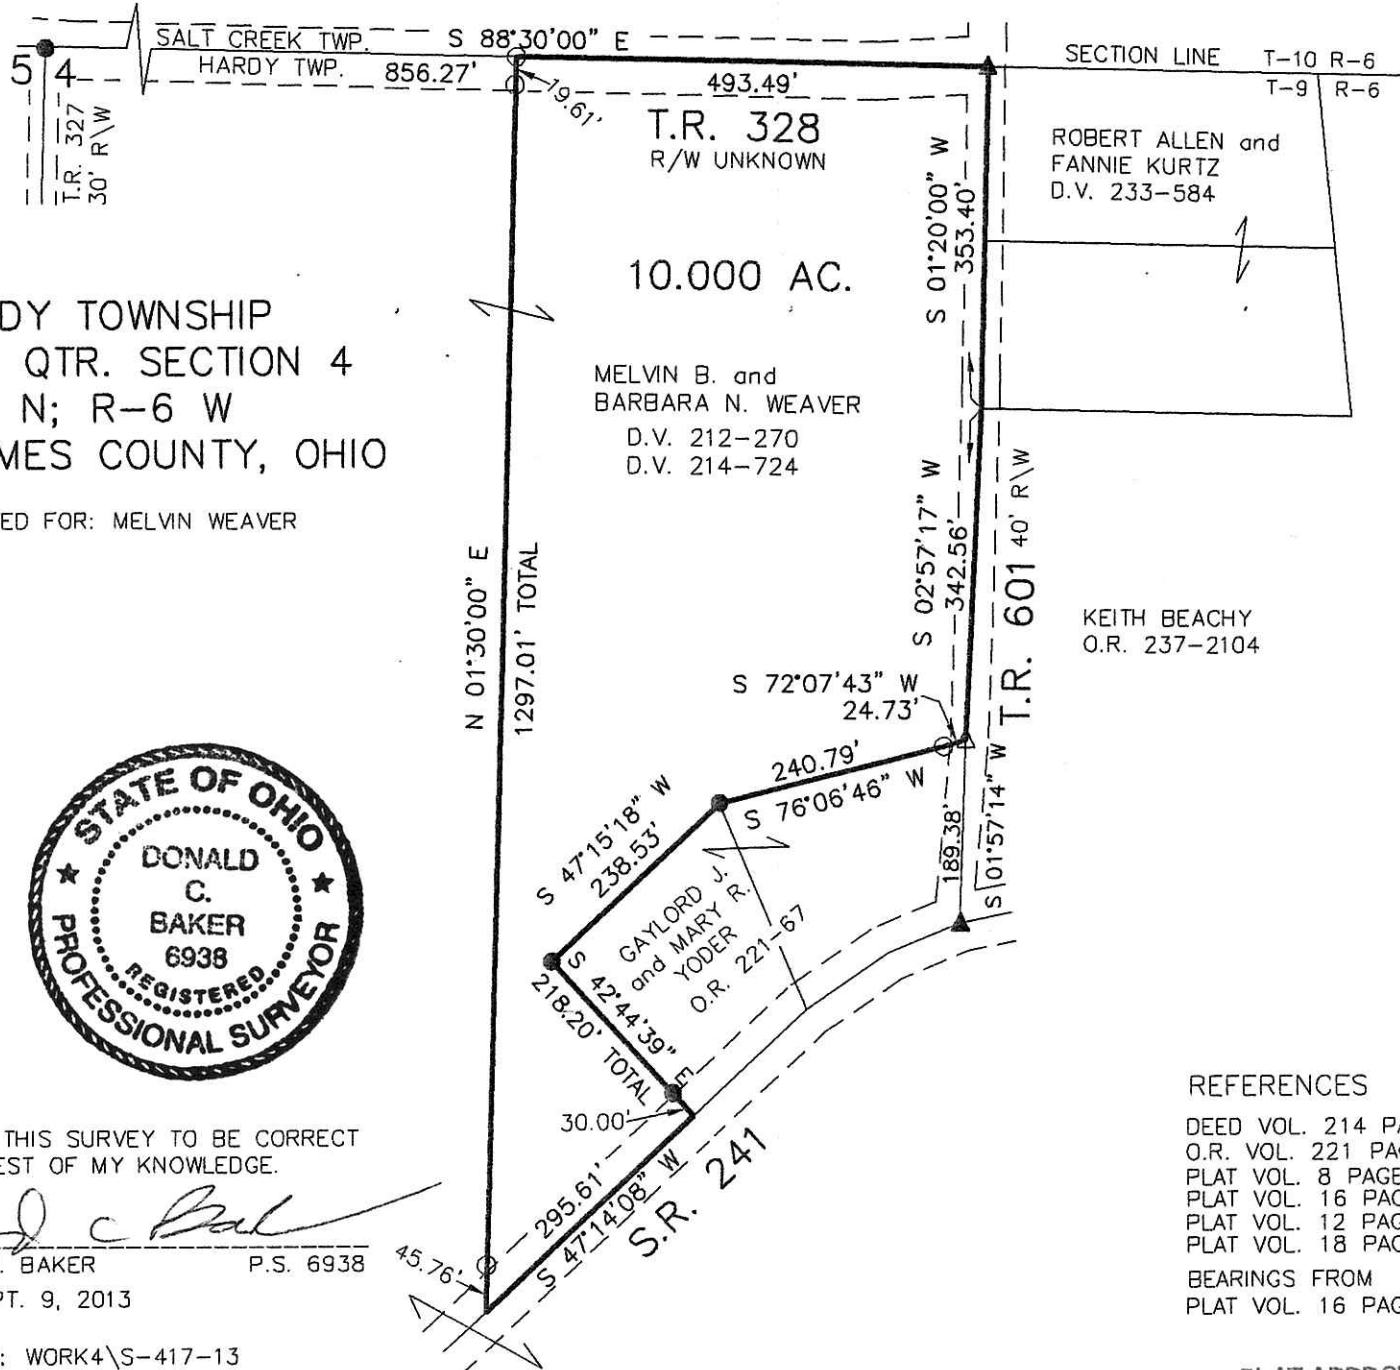 SALT CREEK TWP.
HARDY TWP.
S 88°30'00" E
856.27'
493.49'
19.61'
SECTION LINE
T-10 R-6
T-9 R-6
5 4
T.R. 327
30' R\W
T.R. 328
R/W UNKNOWN
ROBERT ALLEN and
FANNIE KURTZ
D.V. 233-584
S 01°20'00" W
353.40'
10.000 AC.
DY TOWNSHIP
QTR. SECTION 4
N; R-6 W
MES COUNTY, OHIO
ED FOR: MELVIN WEAVER
MELVIN B. and
BARBARA N. WEAVER
D.V. 212-270
D.V. 214-724
N 01°30'00" E
1297.01' TOTAL
S 02°57'17" W
342.56'
T.R. 601 40' R\W
KEITH BEACHY
O.R. 237-2104
S 72°07'43" W
24.73'
240.79'
S 76°06'46" W
S 47°15'18" W
238.53'
189.38'
S 01°57'14" W
GAYLORD J.
and MARY R.
YODER
O.R. 221-67
S 42°44'39" E
218.20' TOTAL
30.00'
295.61'
S 47°14'08" W
45.76'
S.R. 241
STATE OF OHIO
DONALD
C.
BAKER
6938
REGISTERED
PROFESSIONAL SURVEYOR
THIS SURVEY TO BE CORRECT
EST OF MY KNOWLEDGE.
. BAKER P.S. 6938
PT. 9, 2013
: WORK4\S-417-13
REFERENCES
DEED VOL. 214 PA
O.R. VOL. 221 PAG
PLAT VOL. 8 PAGE
PLAT VOL. 16 PAG
PLAT VOL. 12 PAG
PLAT VOL. 18 PAG
BEARINGS FROM
PLAT VOL. 16 PAG